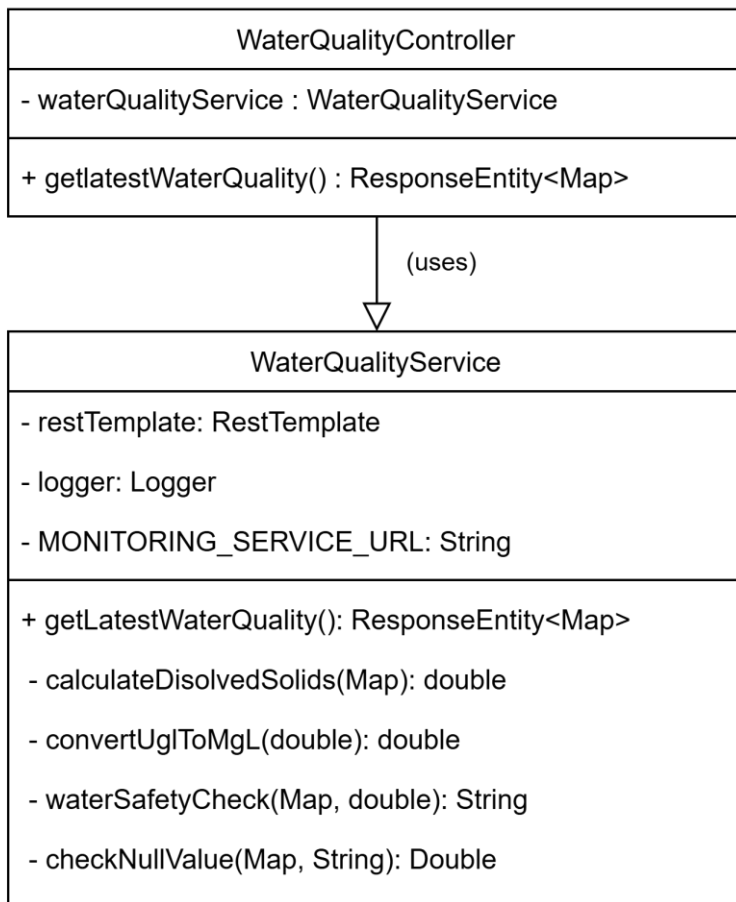 WaterQualityController
- waterQualityService : WaterQualityService
+ getlatestWaterQuality() : ResponseEntity<Map>
(uses)
WaterQualityService
- restTemplate: RestTemplate
- logger: Logger
- MONITORING_SERVICE_URL: String
+ getLatestWaterQuality(): ResponseEntity<Map>
- calculateDisolvedSolids(Map): double
- convertUglToMgL(double): double
- waterSafetyCheck(Map, double): String
- checkNullValue(Map, String): Double